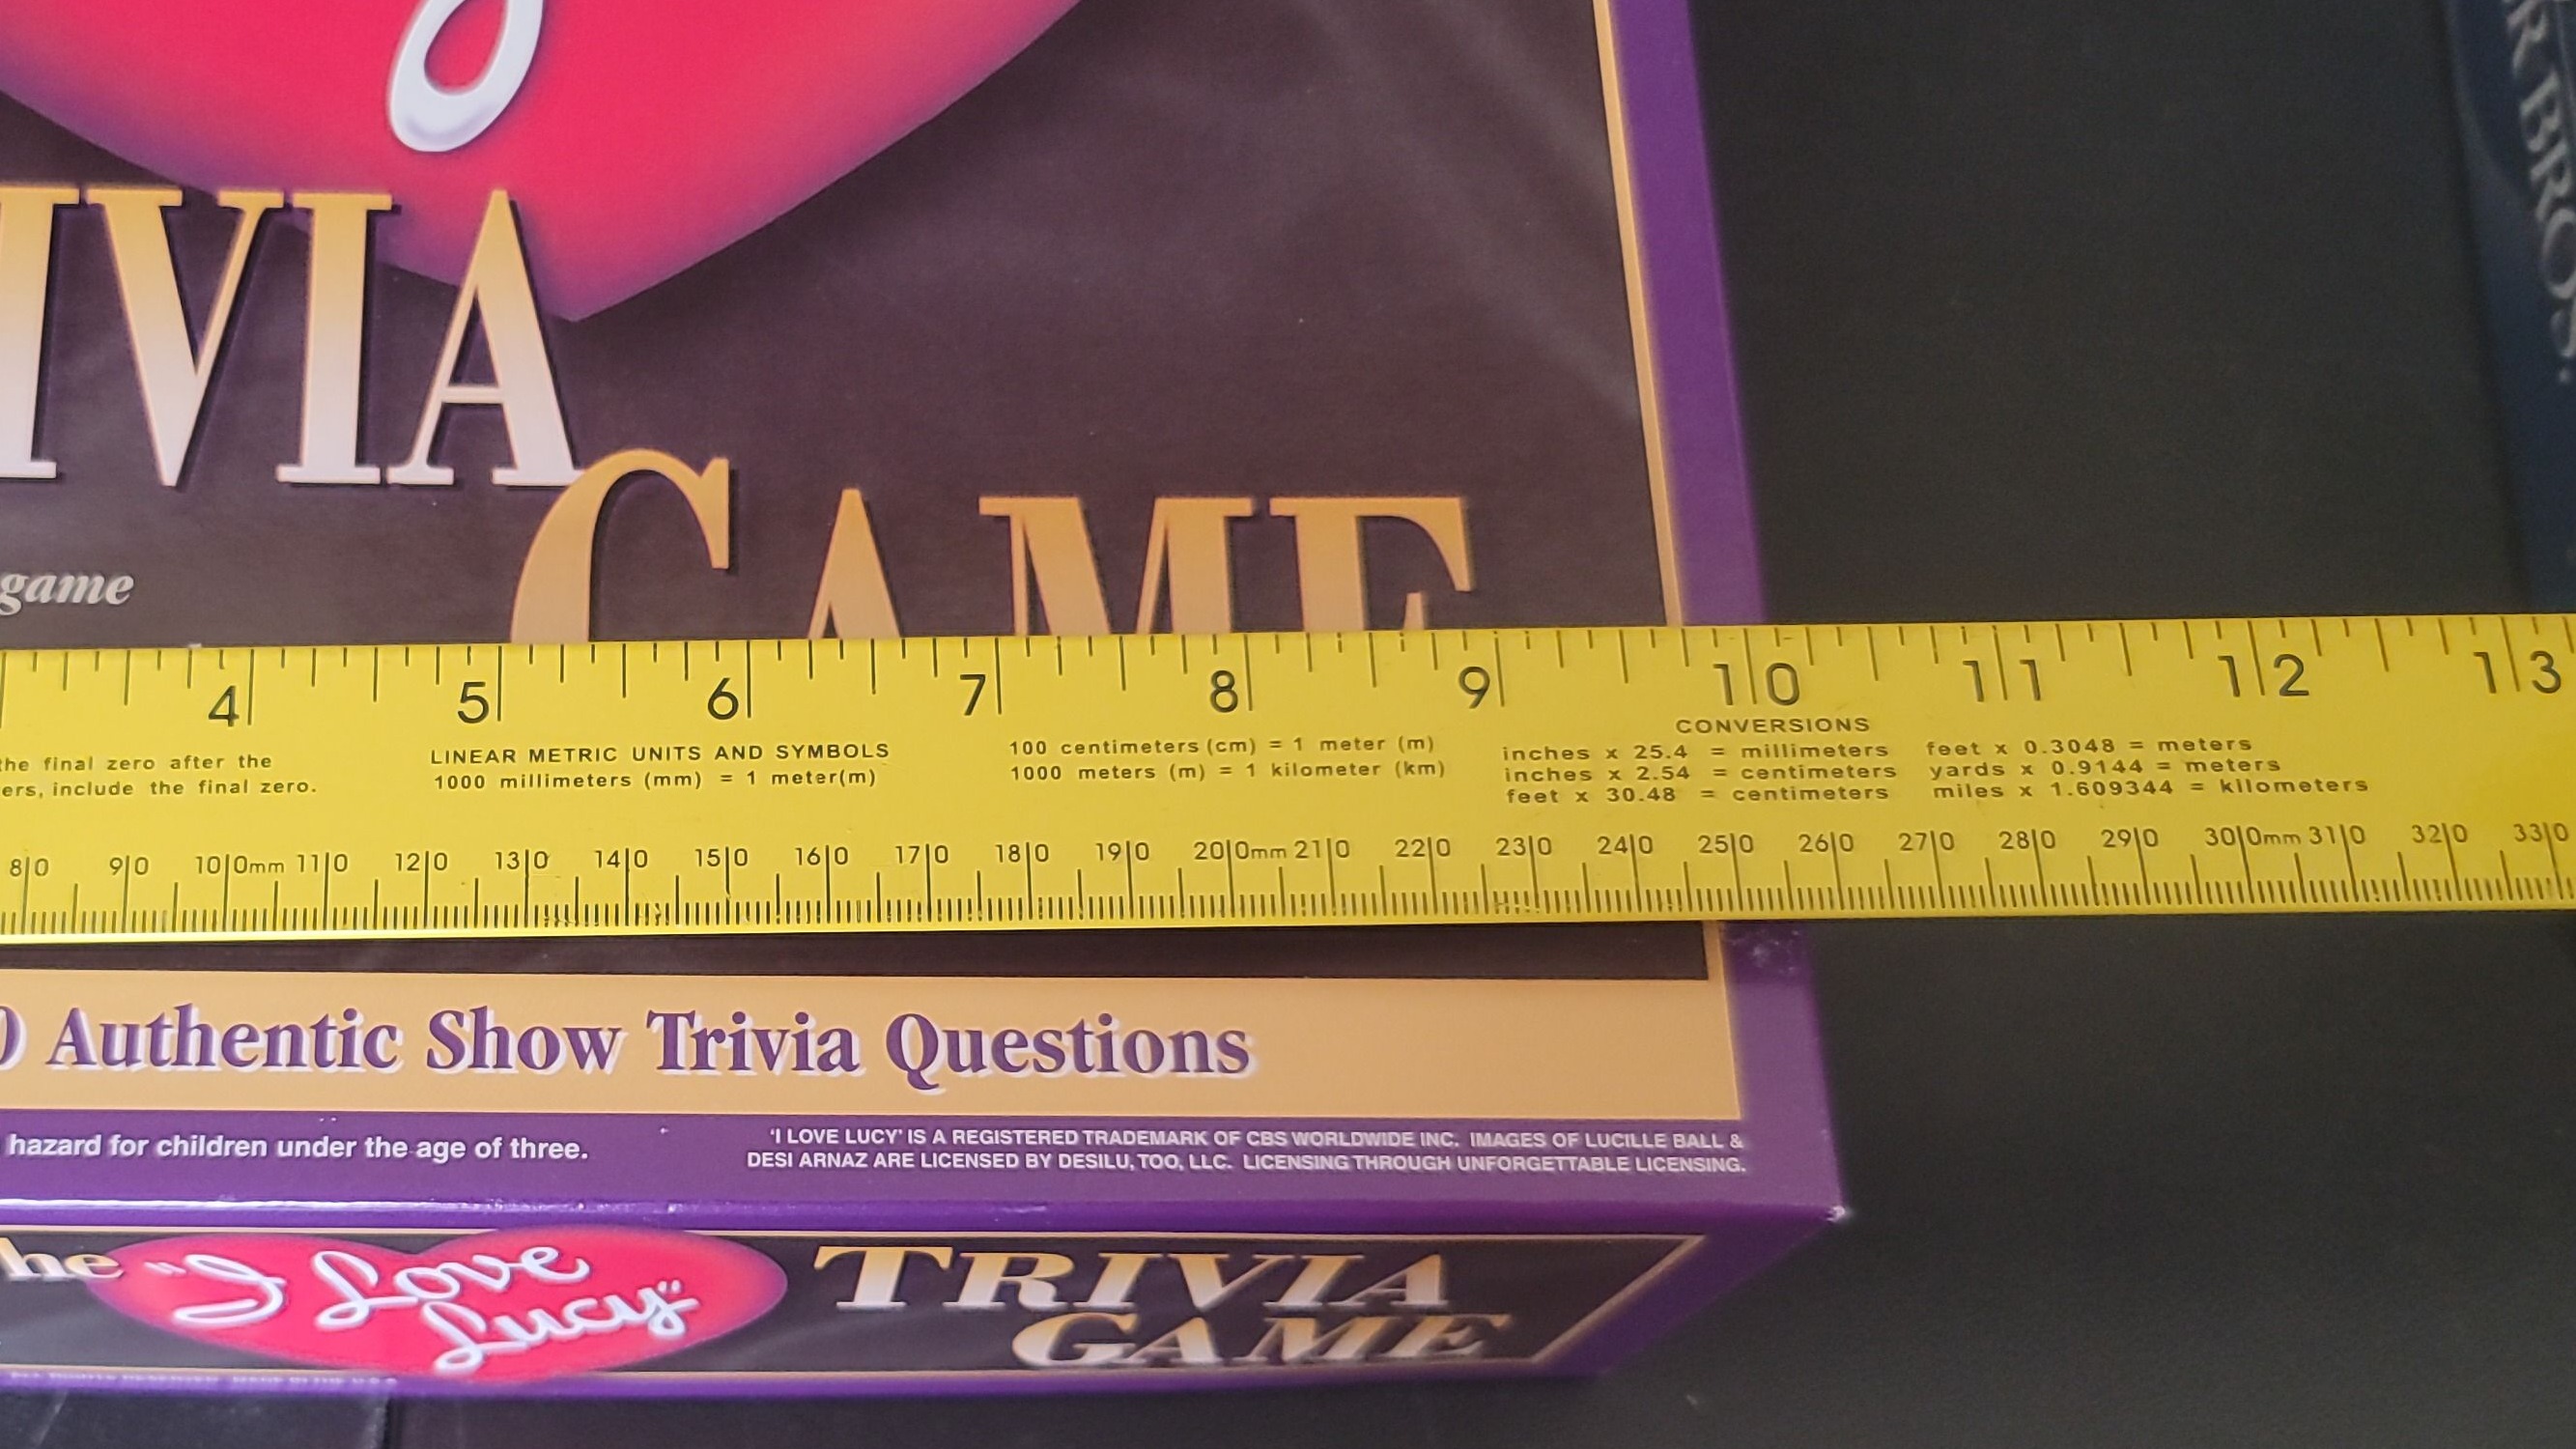 IVIA
GAME
game
4 5 6 7 8 9 10 11 12 13
CONVERSIONS
the final zero after the
ers, include the final zero.
LINEAR METRIC UNITS AND SYMBOLS
1000 millimeters (mm) = 1 meter(m)
100 centimeters (cm) = 1 meter (m)
1000 meters (m) = 1 kilometer (km)
inches x 25.4 = millimeters
inches x 2.54 = centimeters
feet x 30.48 = centimeters
feet x 0.3048 = meters
yards x 0.9144 = meters
miles x 1.609344 = kilometers
80 90 100mm 110 120 130 140 150 160 170 180 190 200mm 210 220 230 240 250 260 270 280 290 300mm 310 320 330
0 Authentic Show Trivia Questions
hazard for children under the age of three.
'I LOVE LUCY' IS A REGISTERED TRADEMARK OF CBS WORLDWIDE INC. IMAGES OF LUCILLE BALL &
DESI ARNAZ ARE LICENSED BY DESILU, TOO, LLC. LICENSING THROUGH UNFORGETTABLE LICENSING.
he "I Love
Lucy"
TRIVIA
GAME
R BROS.